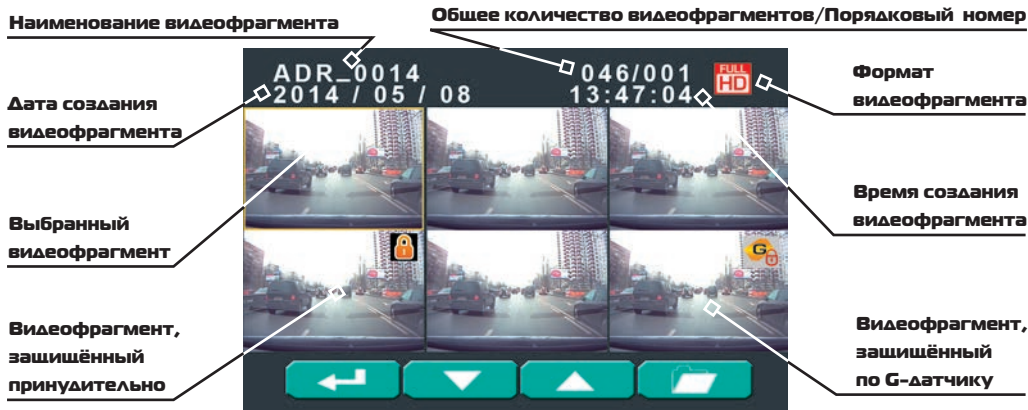 Наименование видеофрагмента
Общее количество видеофрагментов/Порядковый номер
ADR_0014
046/001
FULL
HD
2014 / 05 / 08
13:47:04
Дата создания
видеофрагмента
Формат
видеофрагмента
Выбранный
видеофрагмент
Время создания
видеофрагмента
G
Видеофрагмент,
защищённый
принудительно
Видеофрагмент,
защищённый
по G-датчику